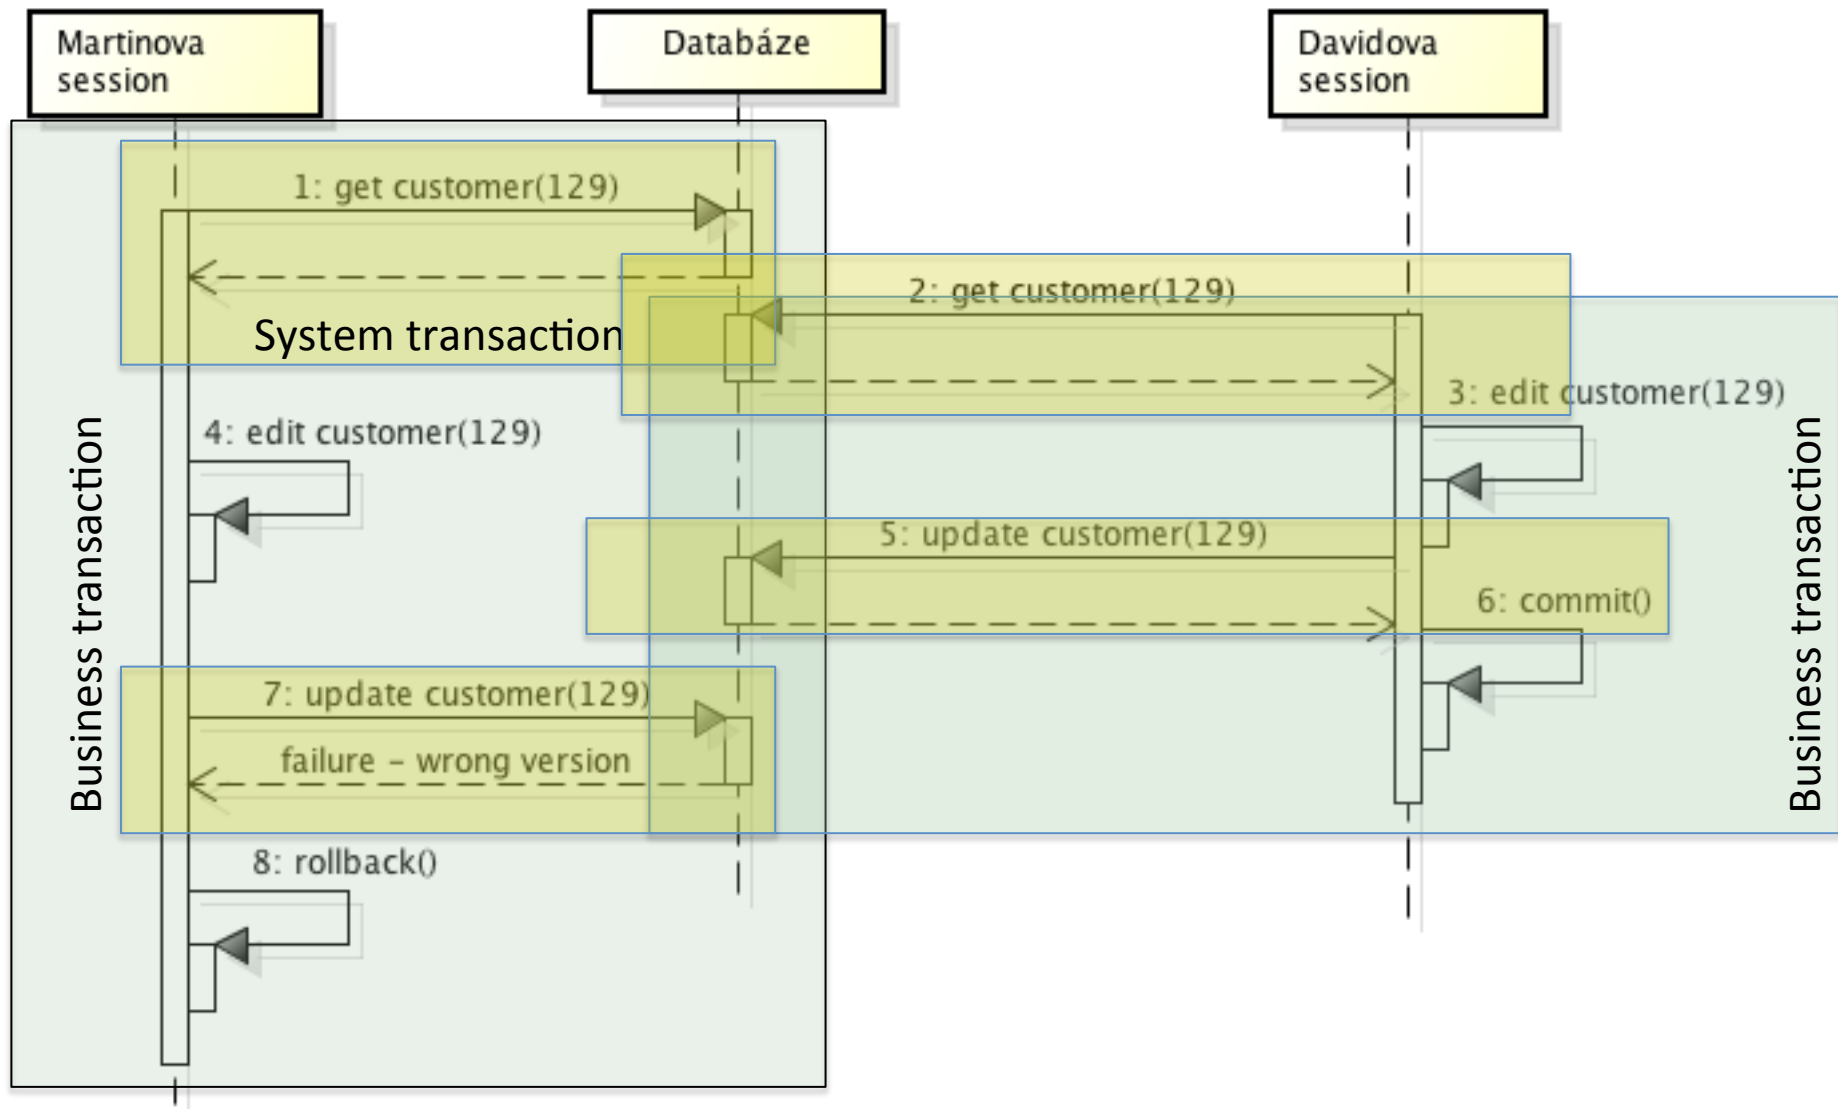 Martinova
session
Databáze
Davidova
session
1: get customer(129)
2: get customer(129)
System transaction
3: edit customer(129)
4: edit customer(129)
Business transaction
Business transaction
5: update customer(129)
6: commit()
7: update customer(129)
failure - wrong version
8: rollback()